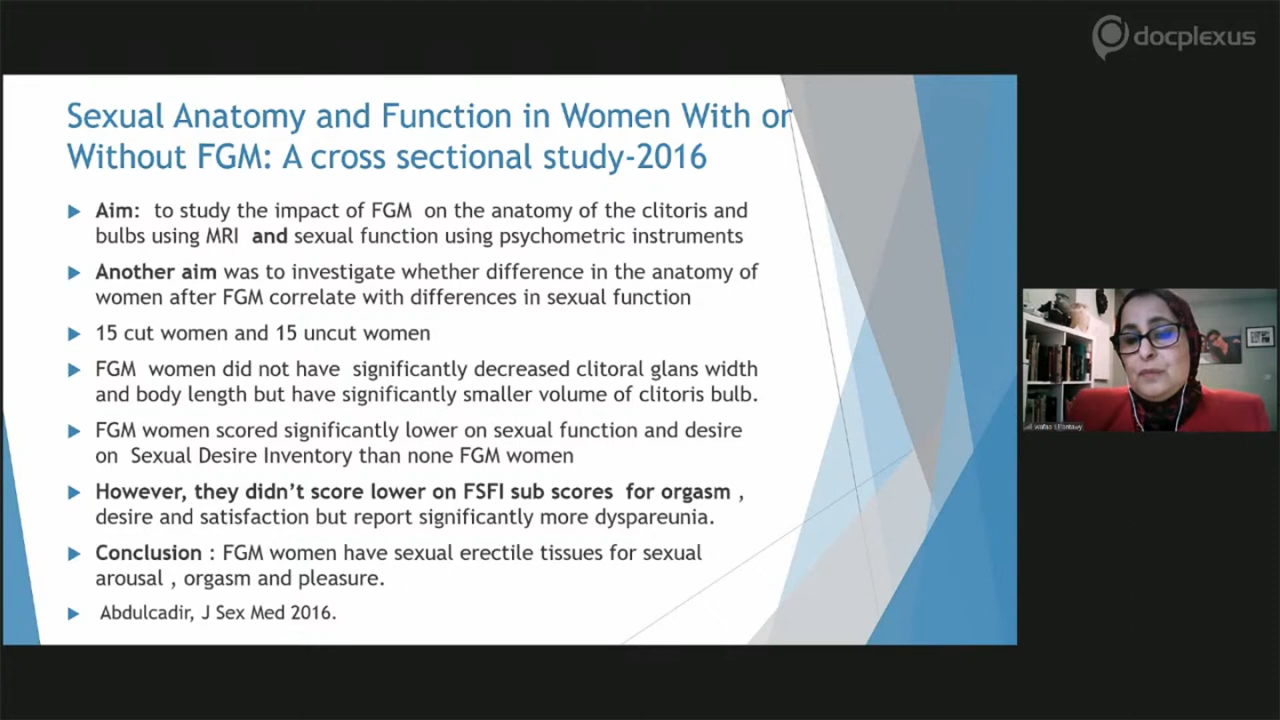 docplexus
Sexual Anatomy and Function in Women With or
Without FGM: A cross sectional study-2016
Aim:  to study the impact of FGM  on the anatomy of the clitoris and
bulbs using MRI  and sexual function using psychometric instruments
Another aim was to investigate whether difference in the anatomy of
women after FGM correlate with differences in sexual function
15 cut women and 15 uncut women
FGM  women did not have  significantly decreased clitoral glans width
and body length but have significantly smaller volume of clitoris bulb.
FGM women scored significantly lower on sexual function and desire
on  Sexual Desire Inventory than none FGM women
However, they didn't score lower on FSFI sub scores  for orgasm ,
desire and satisfaction but report significantly more dyspareunia.
Conclusion : FGM women have sexual erectile tissues for sexual
arousal , orgasm and pleasure.
Abdulcadir, J Sex Med 2016.